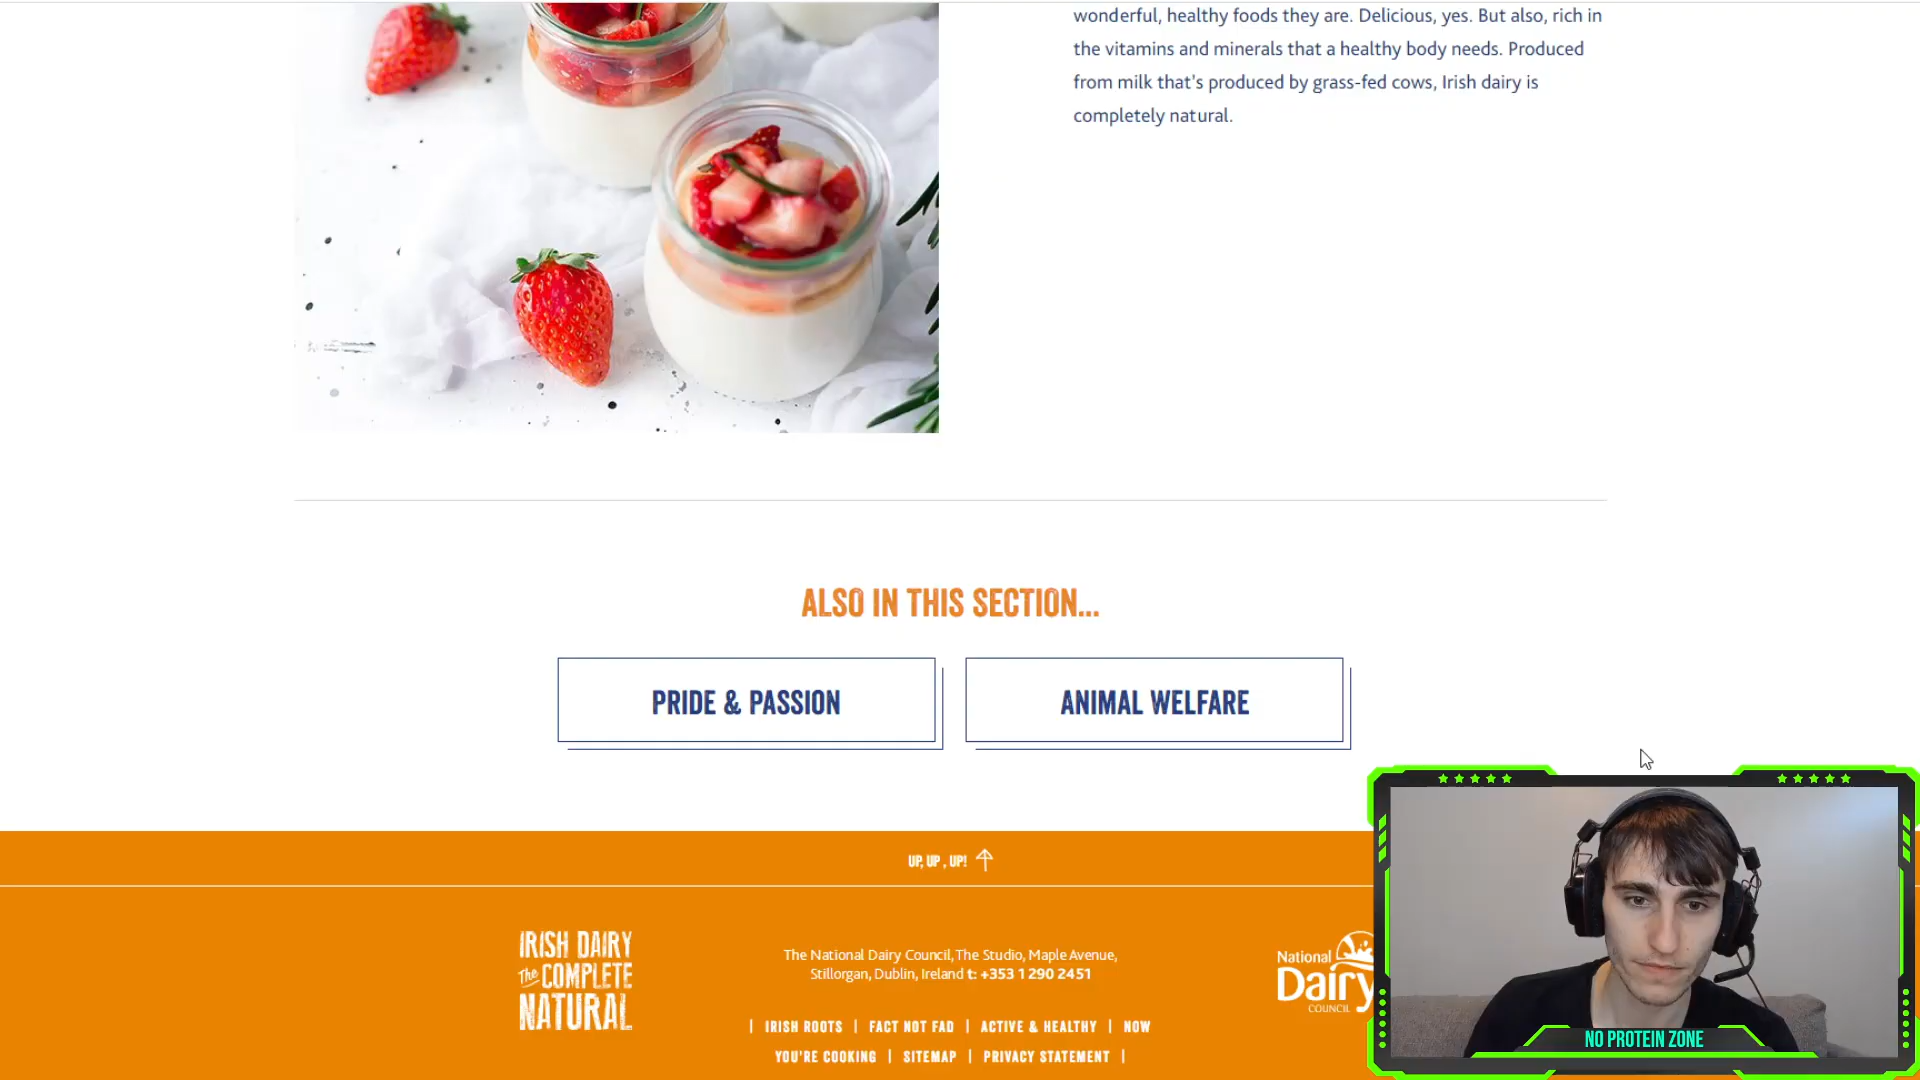 wonderful, healthy foods they are. Delicious, yes. But also, rich in
the vitamins and minerals that a healthy body needs. Produced
from milk that's produced by grass-fed cows, Irish dairy is
completely natural.
ALSO IN THIS SECTION...
PRIDE & PASSION
ANIMAL WELFARE
UP, UP , UP!
IRISH DAIRY
The COMPLETE
NATURAL
The National Dairy Council, The Studio, Maple Avenue,
Stillorgan, Dublin, Ireland t: +353 1 290 2451
National
Dairy
COUNCIL
| IRISH ROOTS | FACT NOT FAD | ACTIVE & HEALTHY | NOW
YOU'RE COOKING | SITEMAP | PRIVACY STATEMENT |
NO PROTEIN ZONE